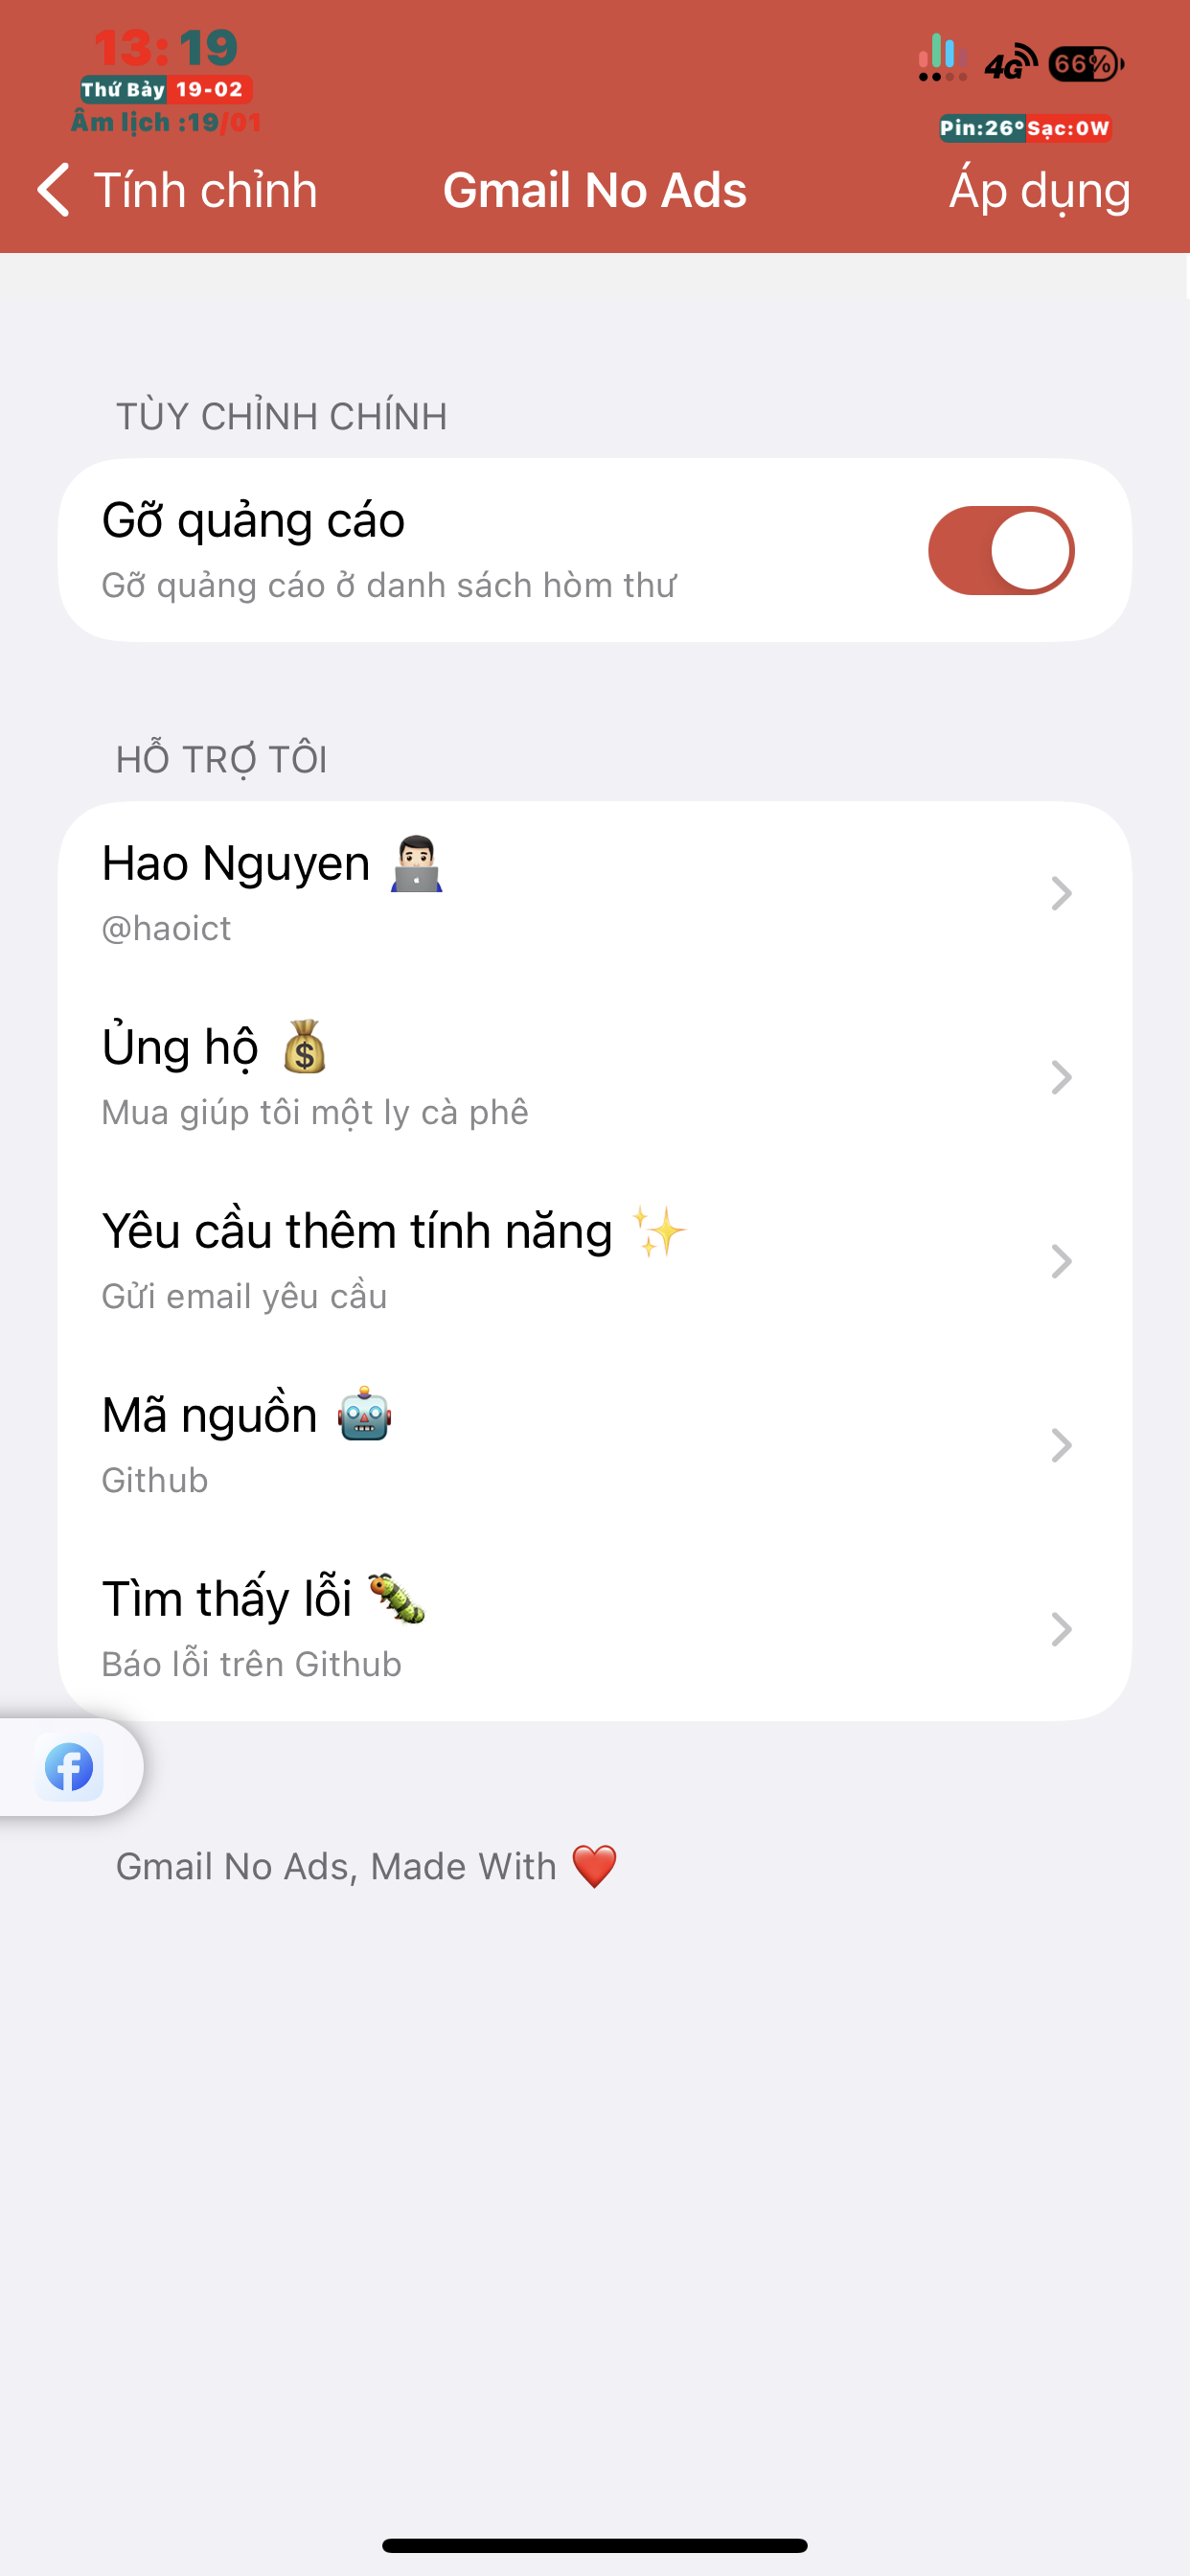 13:19
Thứ Bảy 19-02
Âm lịch :19/01
4G
66%
Pin:26° Sạc:0W
Tính chỉnh
Gmail No Ads
Áp dụng
TÙY CHỈNH CHÍNH
Gỡ quảng cáo
Gỡ quảng cáo ở danh sách hòm thư
HỖ TRỢ TÔI
Hao Nguyen 👨🏻‍💻
@haoict
Ủng hộ 💰
Mua giúp tôi một ly cà phê
Yêu cầu thêm tính năng ✨
Gửi email yêu cầu
Mã nguồn 🤖
Github
Tìm thấy lỗi 🐛
Báo lỗi trên Github
Gmail No Ads, Made With ❤️